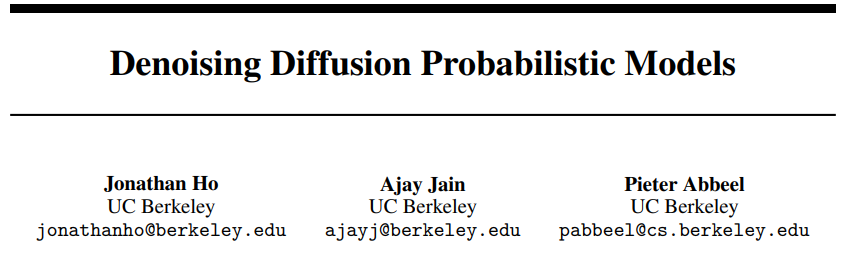 Denoising Diffusion Probabilistic Models
Jonathan Ho
UC Berkeley
jonathanho@berkeley.edu
Ajay Jain
UC Berkeley
ajayj@berkeley.edu
Pieter Abbeel
UC Berkeley
pabbeel@cs.berkeley.edu